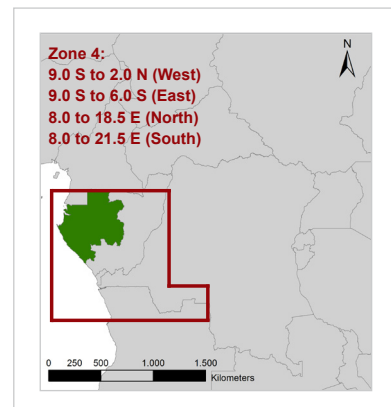 N
Zone 4:
9.0 S to 2.0 N (West)
9.0 S to 6.0 S (East)
8.0 to 18.5 E (North)
8.0 to 21.5 E (South)
0 250 500 1.000 1.500
Kilometers